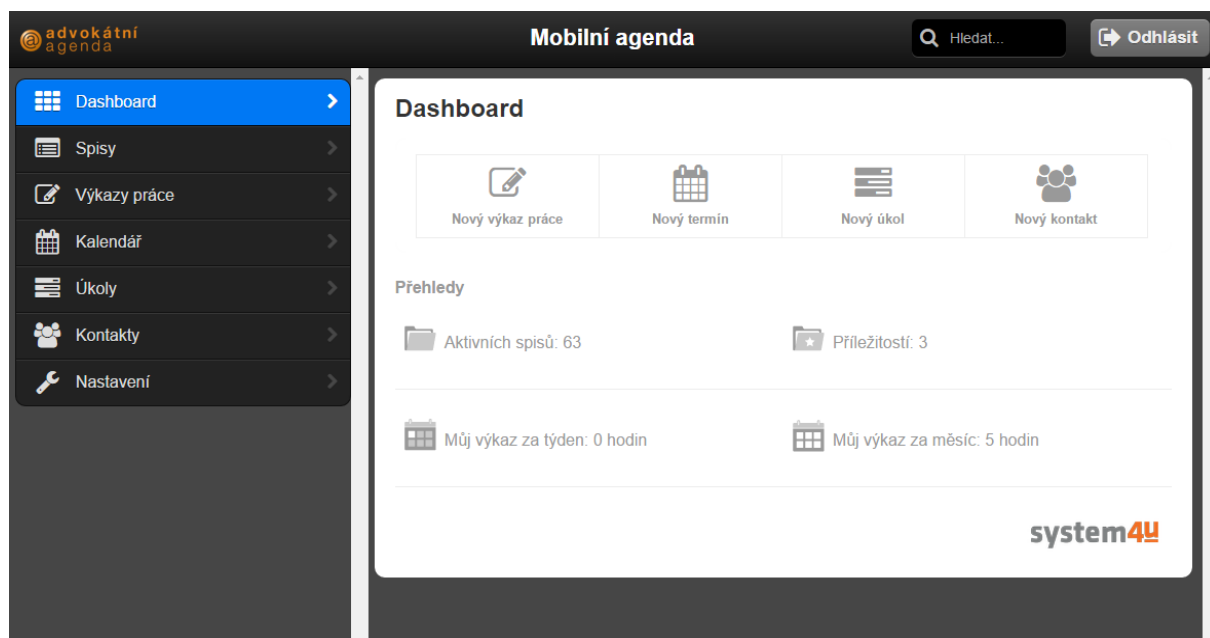 advokátní
agenda
Mobilní agenda
Hledat...
Odhlásit
Dashboard
Spisy
Výkazy práce
Kalendář
Úkoly
Kontakty
Nastavení
Dashboard
Nový výkaz práce
Nový termín
Nový úkol
Nový kontakt
Přehledy
Aktivních spisů: 63
Příležitostí: 3
Můj výkaz za týden: 0 hodin
Můj výkaz za měsíc: 5 hodin
system4u